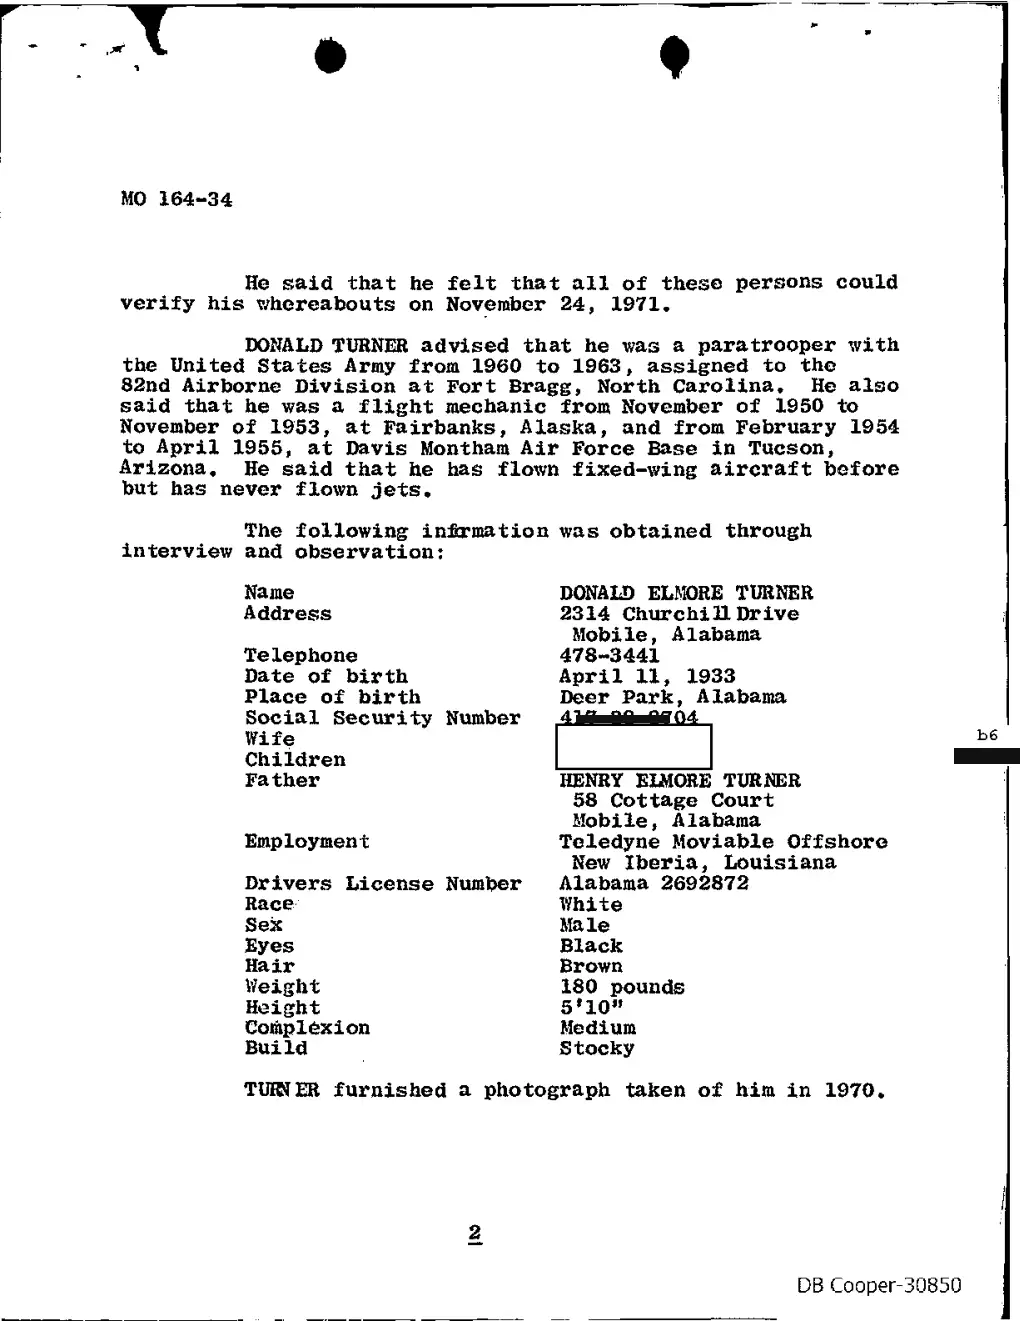 MO 164-34
He said that he felt that all of these persons could
verify his whereabouts on November 24, 1971.
DONALD TURNER advised that he was a paratrooper with
the United States Army from 1960 to 1963, assigned to the
82nd Airborne Division at Fort Bragg, North Carolina. He also
said that he was a flight mechanic from November of 1950 to
November of 1953, at Fairbanks, Alaska, and from February 1954
to April 1955, at Davis Montham Air Force Base in Tucson,
Arizona. He said that he has flown fixed-wing aircraft before
but has never flown jets.
The following infrmation was obtained through
interview and observation:
Name DONALD ELMORE TURNER
Address 2314 Churchill Drive
Mobile, Alabama
Telephone 478-3441
Date of birth April 11, 1933
Place of birth Deer Park, Alabama
Social Security Number
Wife
b6
Children
Father HENRY ELMORE TURNER
58 Cottage Court
Mobile, Alabama
Employment Teledyne Moviable Offshore
New Iberia, Louisiana
Drivers License Number Alabama 2692872
Race White
Sex Male
Eyes Black
Hair Brown
Weight 180 pounds
Height 5'10"
Complexion Medium
Build Stocky
TURNER furnished a photograph taken of him in 1970.
2
DB Cooper-30850